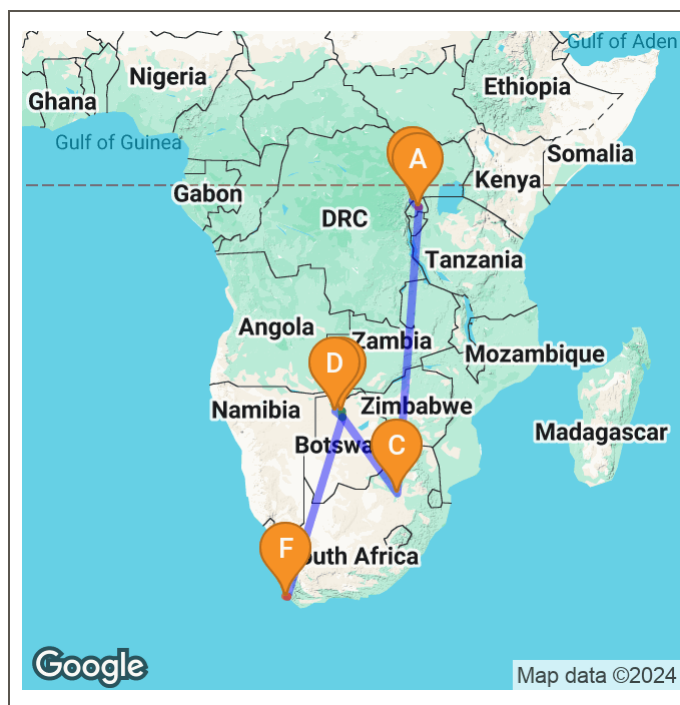 Gulf of Aden
Nigeria
Ethiopia
Ghana
Gulf of Guinea
Somalia
A
Kenya
Gabon
DRC
Tanzania
Angola
Zambia
Mozambique
D
Namibia
Zimbabwe
Madagascar
Botswa
C
F
outh Africa
Google
Map data ©2024